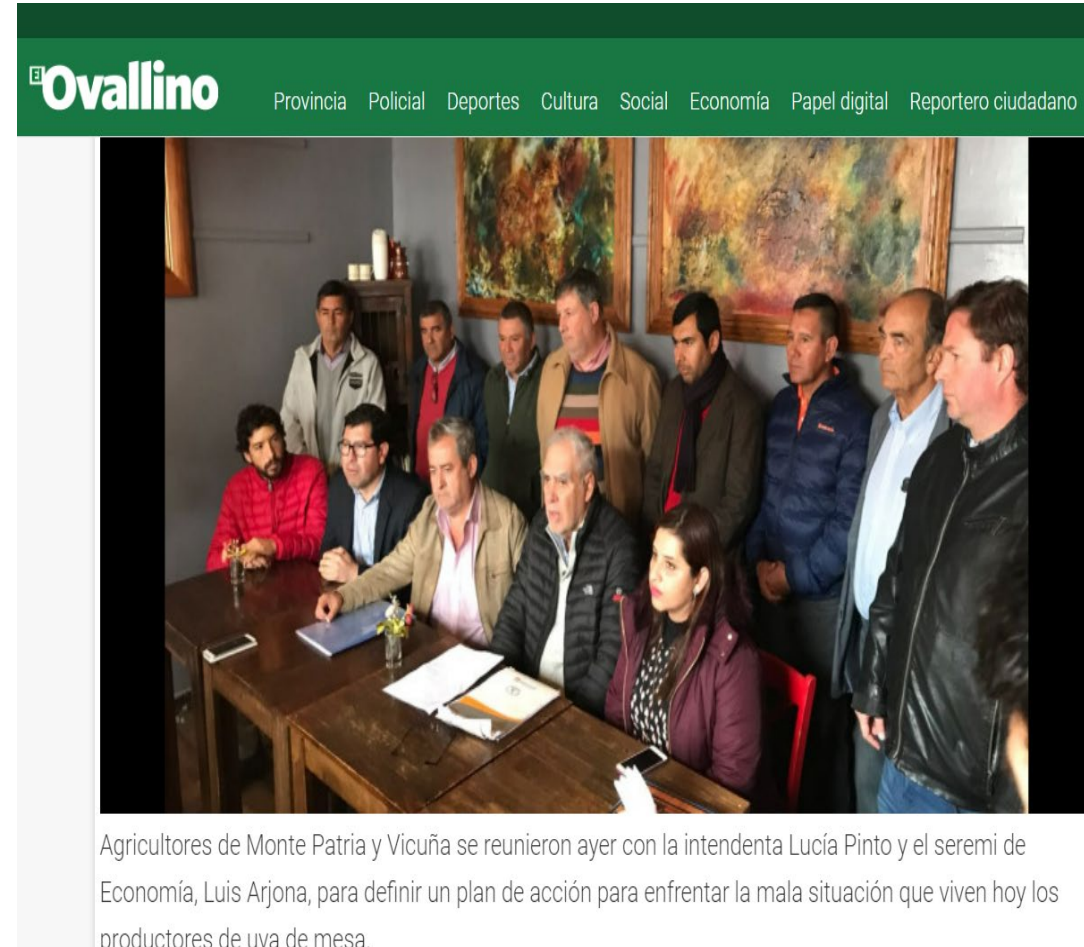 El Ovallino
Provincia Policial Deportes Cultura Social Economía Papel digital Reportero ciudadano
Agricultores de Monte Patria y Vicuña se reunieron ayer con la intendenta Lucía Pinto y el seremi de
Economía, Luis Arjona, para definir un plan de acción para enfrentar la mala situación que viven hoy los
productores de uva de mesa.